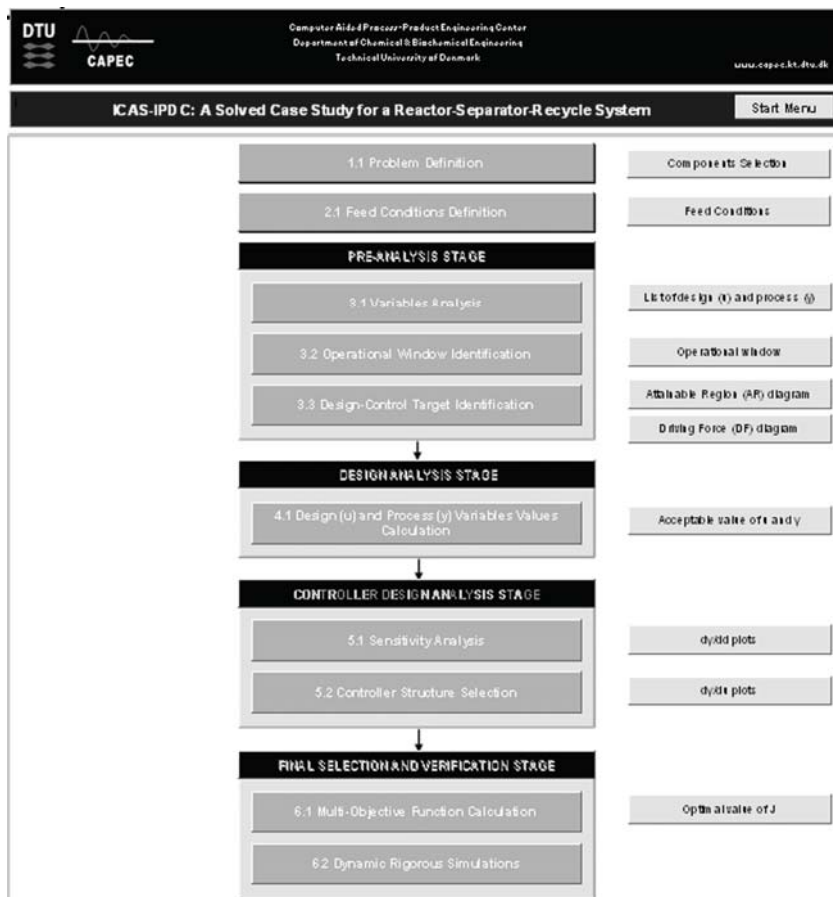 DTU
CAPEC
Computer Aided Process-Product Engineering Center
Department of Chemical & Biochemical Engineering
Technical University of Denmark
www.capec.kt.dtu.dk
ICAS-IPDC: A Solved Case Study for a Reactor-Separator-Recycle System
Start Menu
1.1 Problem Definition
Components Selection
2.1 Feed Conditions Definition
Feed Conditions
PRE-ANALYSIS STAGE
3.1 Variables Analysis
List of design (u) and process (y)
3.2 Operational Window Identification
Operational window
3.3 Design-Control Target Identification
Attainable Region (AR) diagram
Driving Force (DF) diagram
DESIGN ANALYSIS STAGE
4.1 Design (u) and Process (y) Variables Values
Calculation
Acceptable value of u and y
CONTROLLER DESIGN ANALYSIS STAGE
5.1 Sensitivity Analysis
dy/dd plots
5.2 Controller Structure Selection
dy/du plots
FINAL SELECTION AND VERIFICATION STAGE
6.1 Multi-Objective Function Calculation
Optimal value of J
6.2 Dynamic Rigorous Simulations